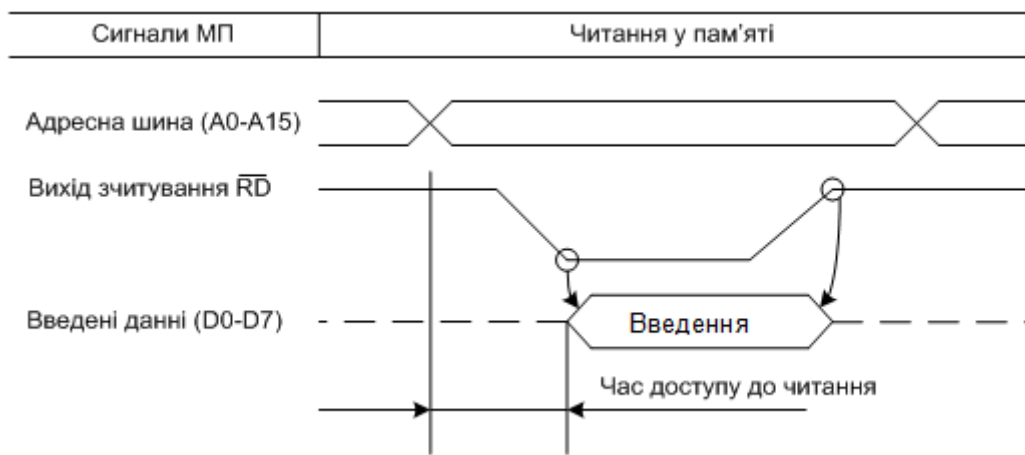 Сигнали МП
Читання у пам'яті
Адресна шина (A0-A15)
Вихід зчитування R̅D̅
Введені данні (D0-D7)
Введення
Час доступу до читання